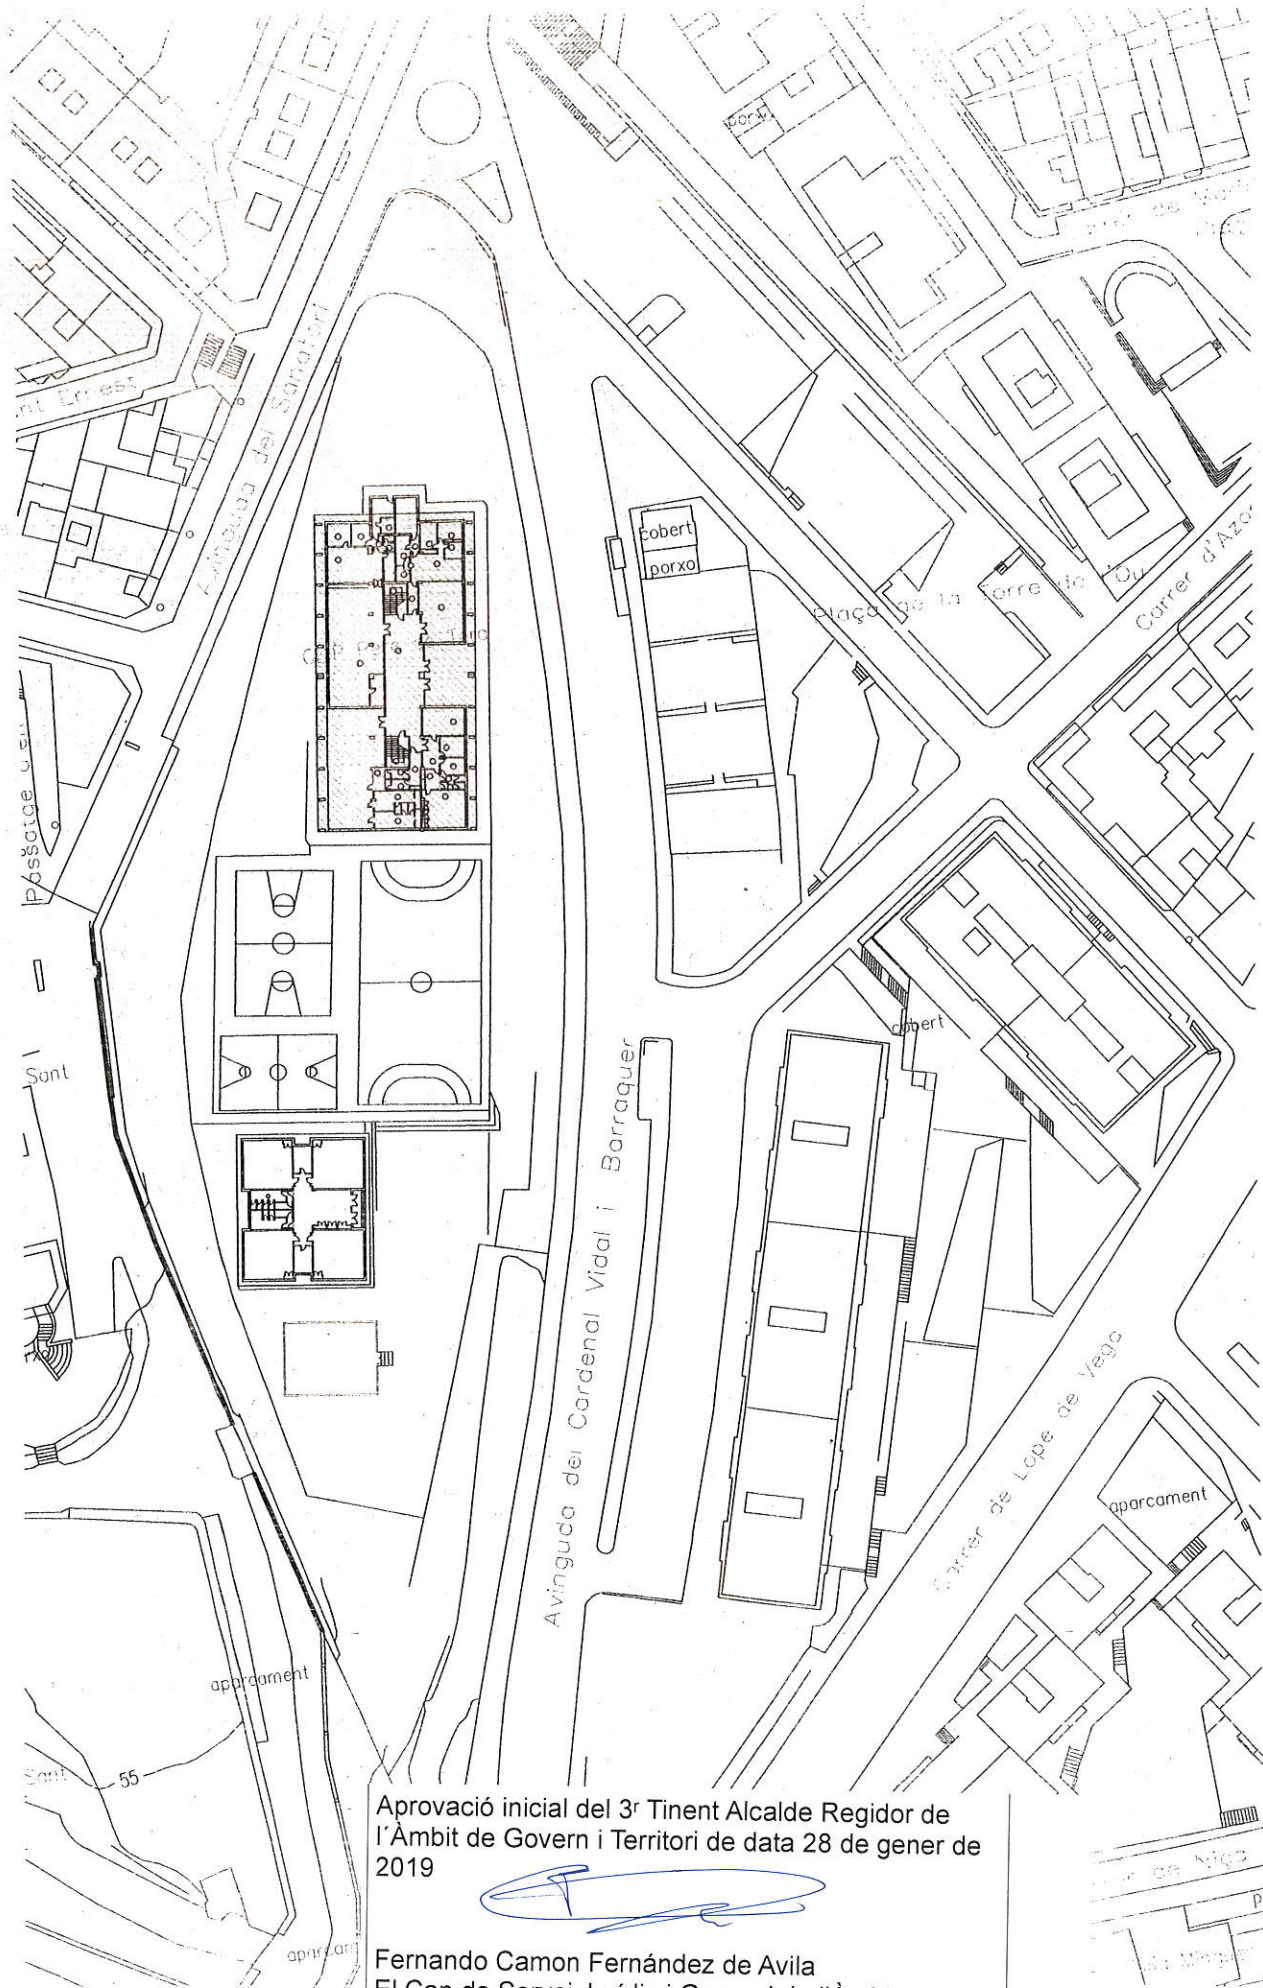 porxo
Avinguda del Sanatori
cobert
porxo
Plaça de la Torre de l'Ou
Carrer d'Azo
Passatge
cobert
Sant
Avinguda del Cardenal Vidal i Barraquer
Carrer de Lope de Vega
aparcament
aparcament
Sant
55
Aprovació inicial del 3r Tinent Alcalde Regidor de
l´Àmbit de Govern i Territori de data 28 de gener de
2019
Fernando Camon Fernández de Avila